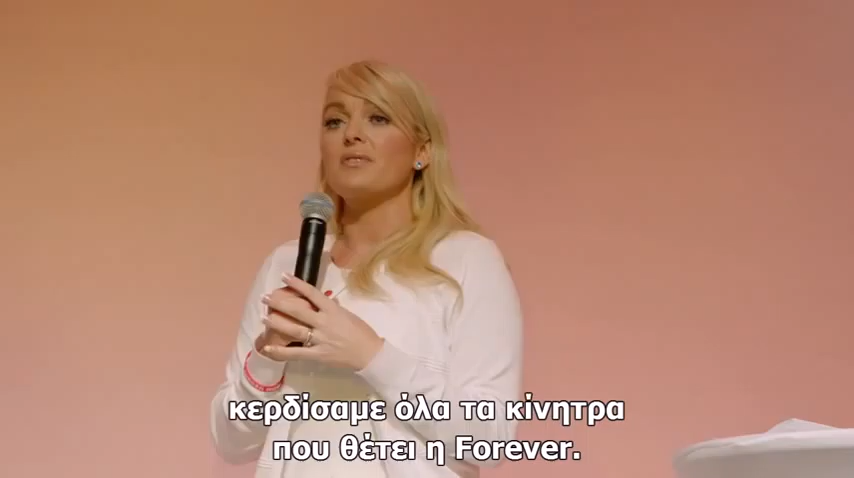 κερδίσαμε όλα τα κίνητρα
που θέτει η Forever.